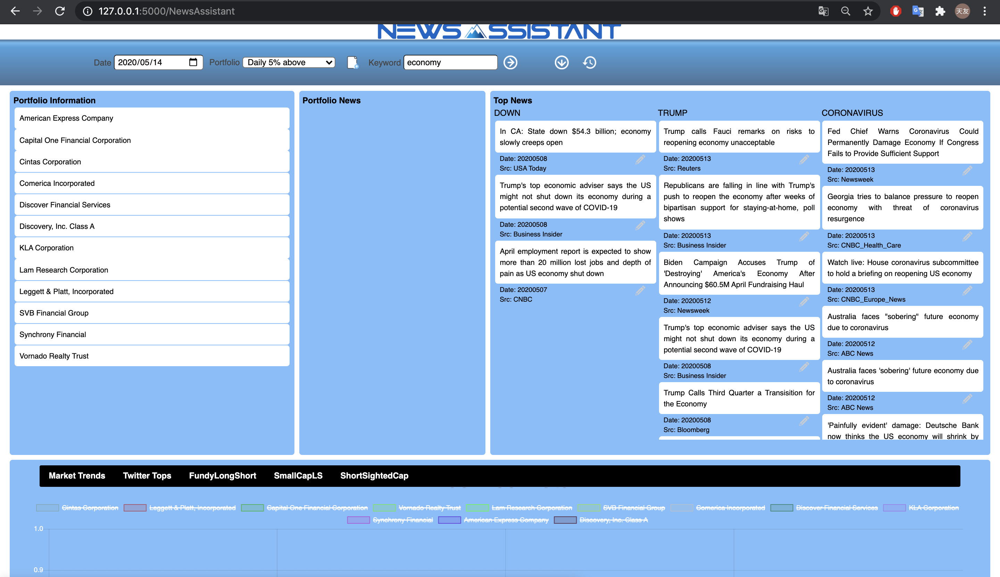 127.0.0.1:5000/NewsAssistant
天友
NEWS ASSISTANT
Date 2020/05/14 Portfolio Daily 5% above Keyword economy
Portfolio Information
American Express Company
Capital One Financial Corporation
Cintas Corporation
Comerica Incorporated
Discover Financial Services
Discovery, Inc. Class A
KLA Corporation
Lam Research Corporation
Leggett & Platt, Incorporated
SVB Financial Group
Synchrony Financial
Vornado Realty Trust
Portfolio News
Top News
DOWN
In CA: State down $54.3 billion; economy
slowly creeps open
Date: 20200508
Src: USA Today
Trump's top economic adviser says the US
might not shut down its economy during a
potential second wave of COVID-19
Date: 20200508
Src: Business Insider
April employment report is expected to show
more than 20 million lost jobs and depth of
pain as US economy shut down
Date: 20200507
Src: CNBC
TRUMP
Trump calls Fauci remarks on risks to
reopening economy unacceptable
Date: 20200513
Src: Reuters
Republicans are falling in line with Trump's
push to reopen the economy after weeks of
bipartisan support for staying-at-home, poll
shows
Date: 20200513
Src: Business Insider
Biden Campaign Accuses Trump of
'Destroying' America's Economy After
Announcing $60.5M April Fundraising Haul
Date: 20200512
Src: Newsweek
Trump's top economic adviser says the US
might not shut down its economy during a
potential second wave of COVID-19
Date: 20200508
Src: Business Insider
Trump Calls Third Quarter a Transisition for
the Economy
Date: 20200508
Src: Bloomberg
CORONAVIRUS
Fed Chief Warns Coronavirus Could
Permanently Damage Economy If Congress
Fails to Provide Sufficient Support
Date: 20200513
Src: Newsweek
Georgia tries to balance pressure to reopen
economy with threat of coronavirus
resurgence
Date: 20200513
Src: CNBC_Health_Care
Watch live: House coronavirus subcommittee
to hold a briefing on reopening US economy
Date: 20200513
Src: CNBC_Europe_News
Australia faces "sobering" future economy
due to coronavirus
Date: 20200512
Src: ABC News
Australia faces 'sobering' future economy due
to coronavirus
Date: 20200512
Src: ABC News
'Painfully evident' damage: Deutsche Bank
now thinks the US economy will shrink by
Market Trends Twitter Tops FundyLongShort SmallCapLS ShortSightedCap
Cintas Corporation Leggett & Platt, Incorporated Capital One Financial Corporation Vornado Realty Trust Lam Research Corporation SVB Financial Group Comerica Incorporated Discover Financial Services KLA Corporation
Synchrony Financial American Express Company Discovery, Inc. Class A
1.0
0.9